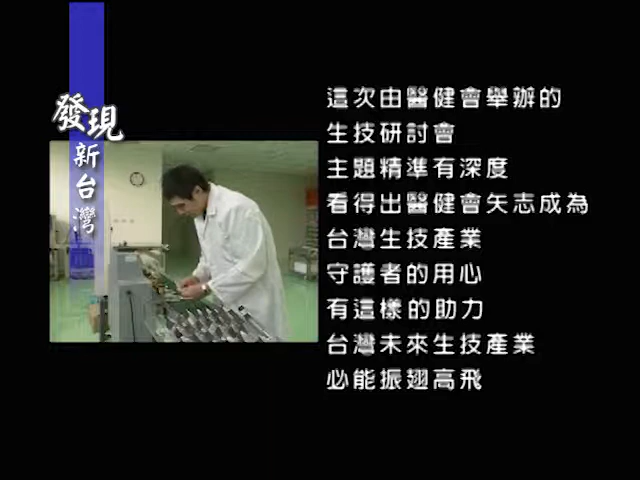 發現
新台灣
這次由醫健會舉辦的
生技研討會
主題精準有深度
看得出醫健會矢志成為
台灣生技產業
守護者的用心
有這樣的助力
台灣未來生技產業
必能振翅高飛